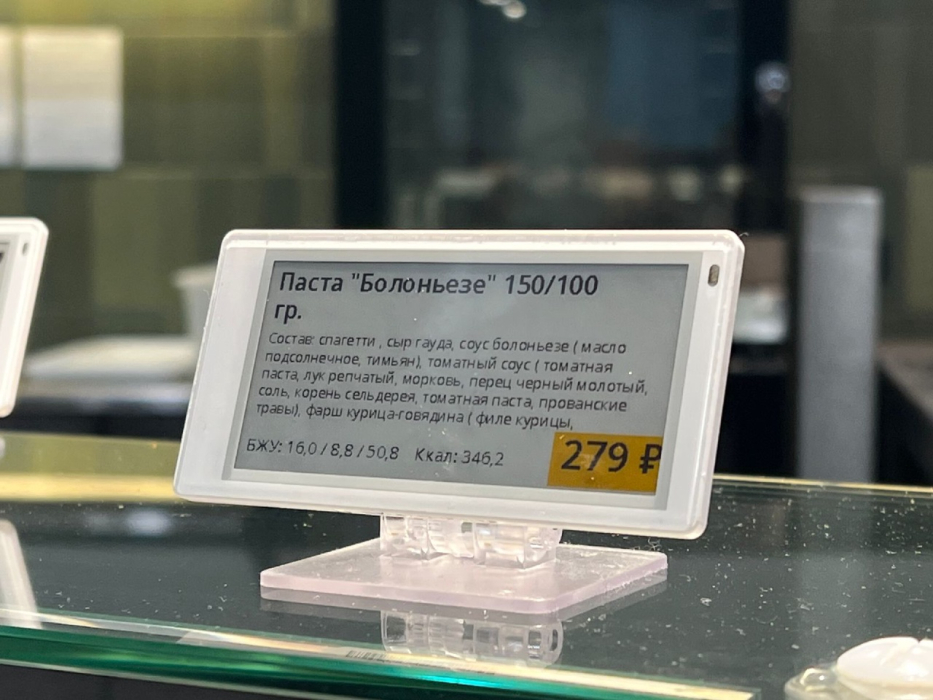 Паста "Болоньезе" 150/100
гр.
Состав: спагетти , сыр гауда, соус болоньезе ( масло
подсолнечное, тимьян), томатный соус ( томатная
паста, лук репчатый, морковь, перец черный молотый,
соль, корень сельдерея, томатная паста, прованские
травы), фарш курица-говядина ( филе курицы,
БЖУ: 16,0 / 8,8 / 50,8 Ккал: 346,2
279 ₽